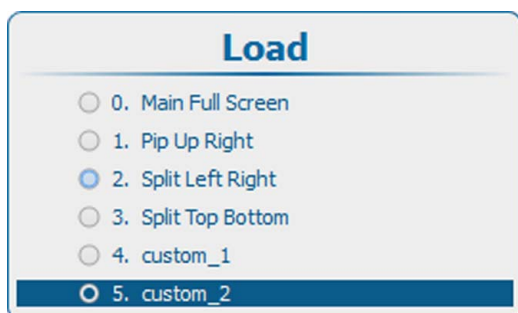 Load
0. Main Full Screen
1. Pip Up Right
2. Split Left Right
3. Split Top Bottom
4. custom_1
5. custom_2